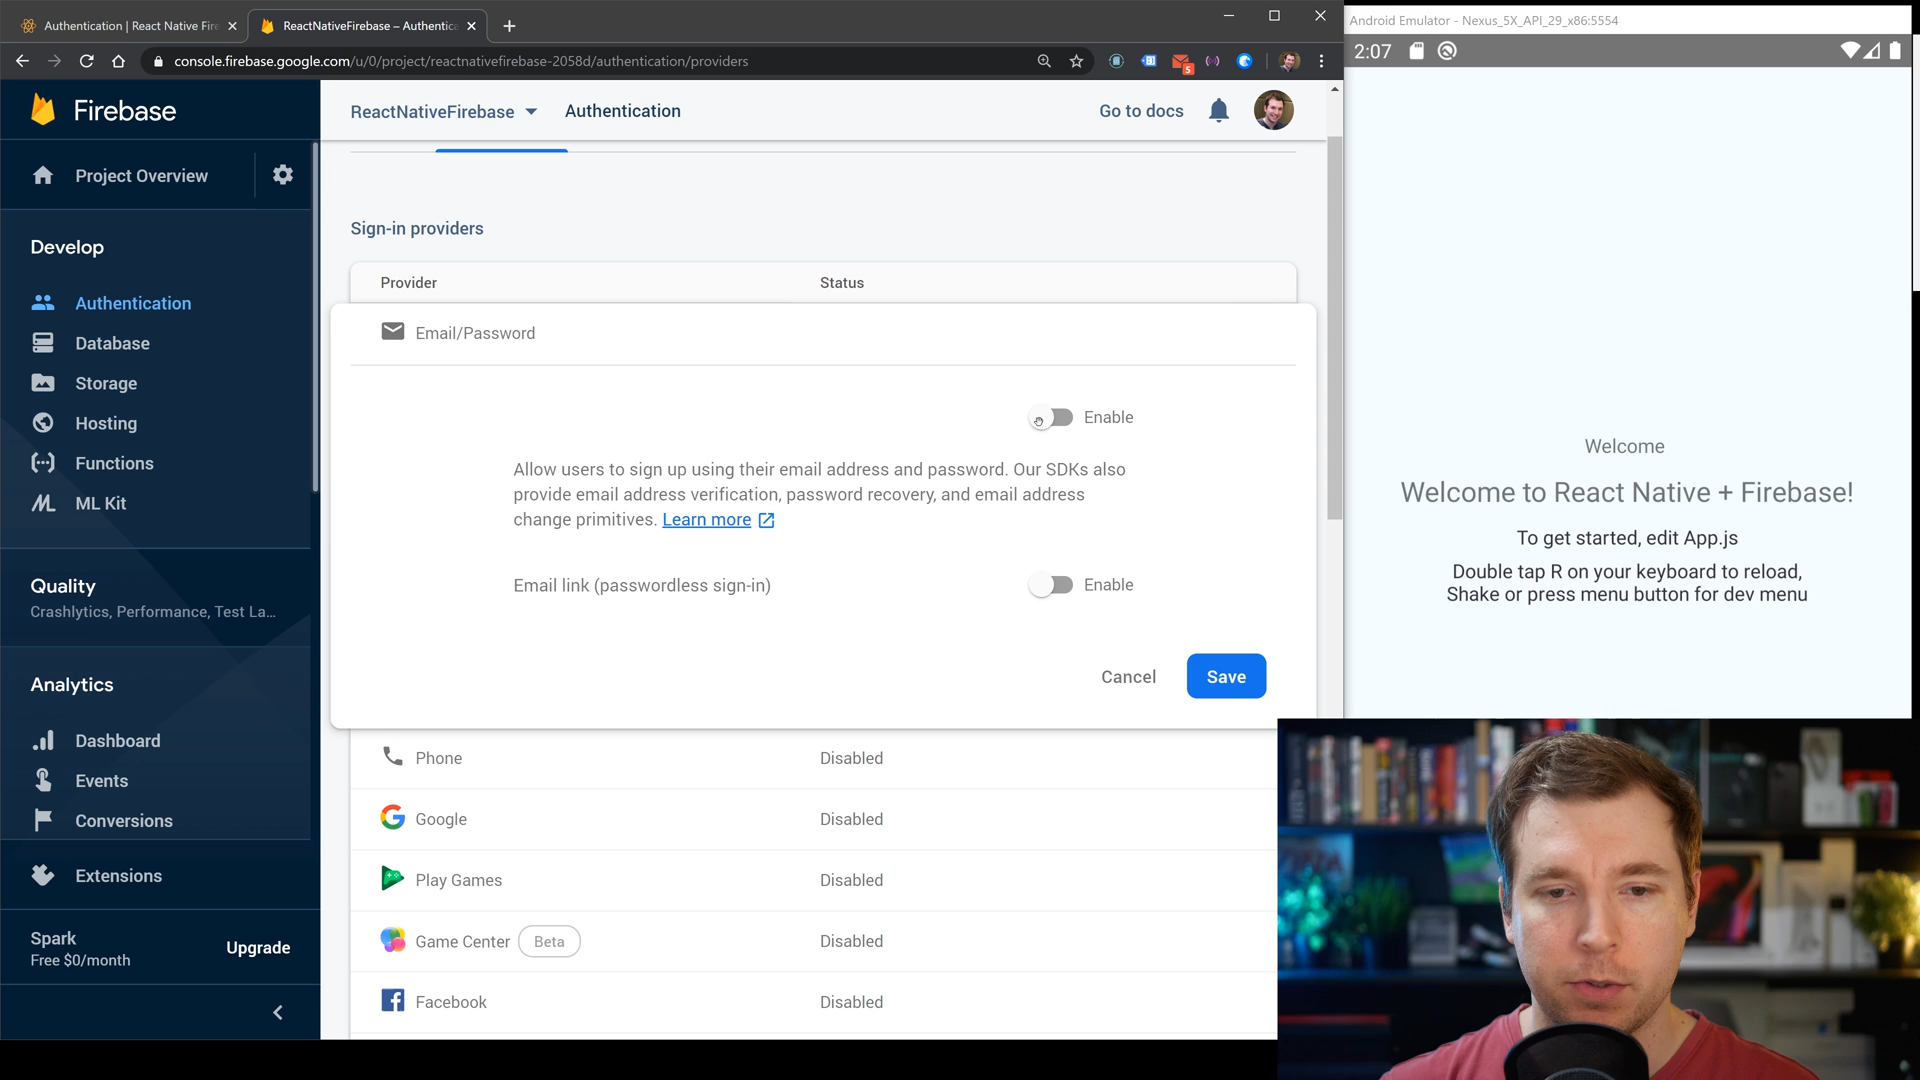 Authentication | React Native Fire
ReactNativeFirebase – Authentica
console.firebase.google.com/u/0/project/reactnativefirebase-2058d/authentication/providers
5
Android Emulator - Nexus_5X_API_29_x86:5554
2:07
Firebase
ReactNativeFirebase
Authentication
Go to docs
Project Overview
Develop
Authentication
Database
Storage
Hosting
Functions
ML Kit
Quality
Crashlytics, Performance, Test La...
Analytics
Dashboard
Events
Conversions
Extensions
Spark
Free $0/month
Upgrade
Sign-in providers
Provider
Status
Email/Password
Enable
Allow users to sign up using their email address and password. Our SDKs also
provide email address verification, password recovery, and email address
change primitives. Learn more
Email link (passwordless sign-in)
Enable
Cancel
Save
Phone
Disabled
Google
Disabled
Play Games
Disabled
Game Center
Beta
Disabled
Facebook
Disabled
Welcome
Welcome to React Native + Firebase!
To get started, edit App.js
Double tap R on your keyboard to reload,
Shake or press menu button for dev menu